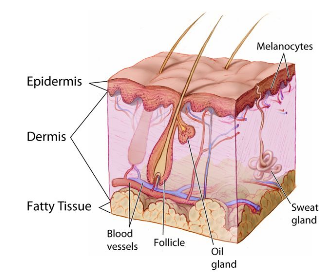 Melanocytes
Epidermis
Dermis
Fatty Tissue
Blood
vessels
Follicle
Oil
gland
Sweat
gland